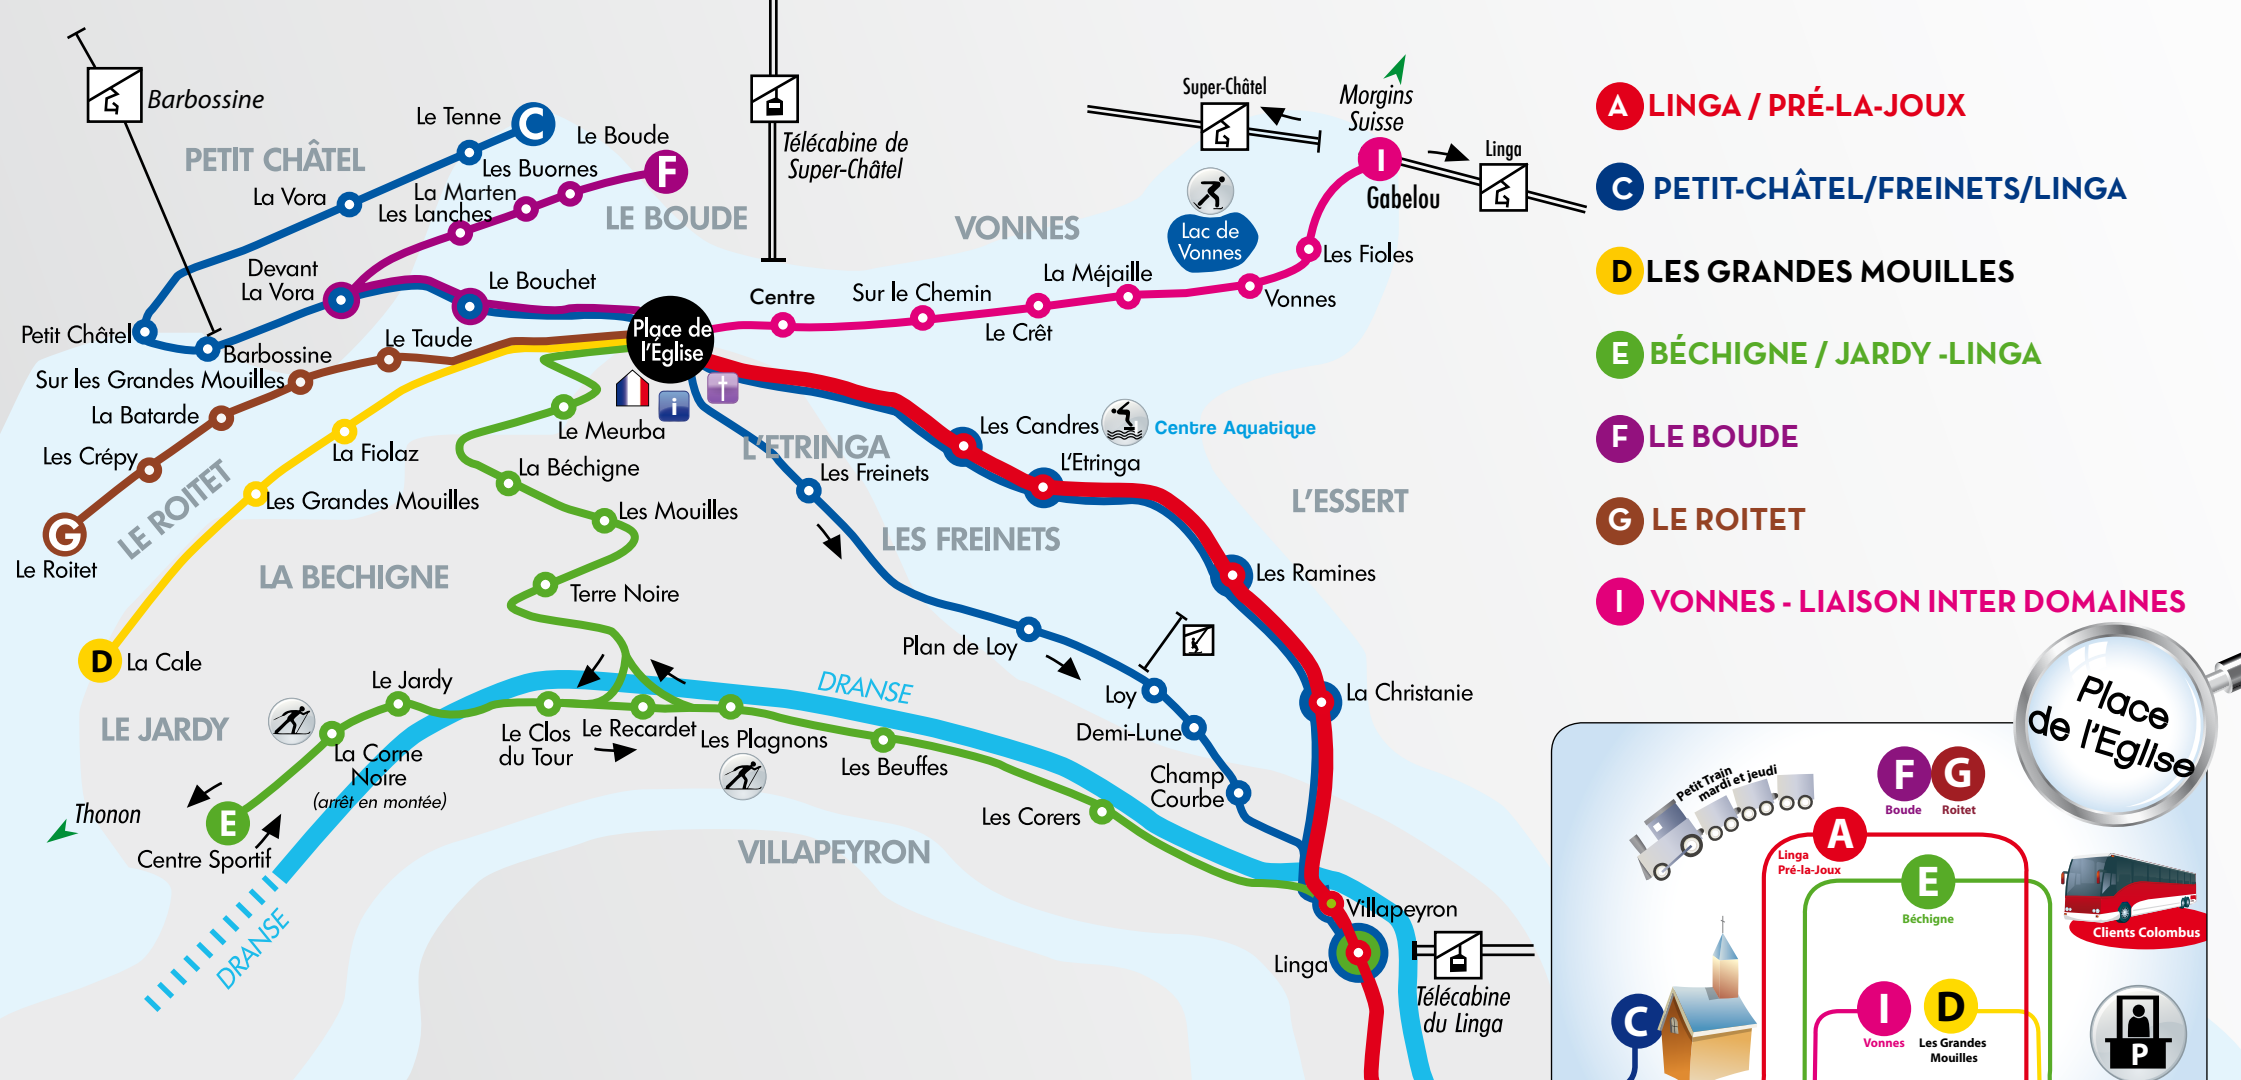 Barbossine
PETIT CHÂTEL
Le Tenne
C
Le Boude
F
Les Buornes
La Marten
Les Lanches
La Vora
LE BOUDE
Devant
La Vora
Le Bouchet
Petit Châtel
Barbossine
Le Taude
Sur les Grandes Mouilles
La Batarde
Les Crépy
G
Le Roitet
LE ROITET
Télécabine de
Super-Châtel
Place de
l'Église
i
Centre
Sur le Chemin
Le Crêt
La Méjaille
VONNES
Lac de
Vonnes
Vonnes
Les Fioles
Super-Châtel
Morgins
Suisse
I
Gabelou
Linga
La Fiolaz
Les Grandes Mouilles
D
La Cale
Le Meurba
La Béchigne
Les Mouilles
Terre Noire
LA BECHIGNE
LE JARDY
Le Jardy
La Corne
Noire
(arrêt en montée)
Thonon
E
Centre Sportif
DRANSE
Le Clos
du Tour
Le Recardet
Les Plagnons
Les Beuffes
Les Corers
DRANSE
VILLAPEYRON
L'ETRINGA
Les Freinets
LES FREINETS
Plan de Loy
Loy
Demi-Lune
Champ
Courbe
Les Candres
Centre Aquatique
L'Etringa
L'ESSERT
Les Ramines
La Christanie
Villapeyron
Linga
Télécabine
du Linga
A LINGA / PRÉ-LA-JOUX
C PETIT-CHÂTEL/FREINETS/LINGA
D LES GRANDES MOUILLES
E BÉCHIGNE / JARDY -LINGA
F LE BOUDE
G LE ROITET
I VONNES - LIAISON INTER DOMAINES
Place
de l'Eglise
Petit Train
mardi et jeudi
F
Boude
G
Roitet
A
Linga
Pré-la-Joux
E
Béchigne
Clients Colombus
C
I
Vonnes
D
Les Grandes
Mouilles
P